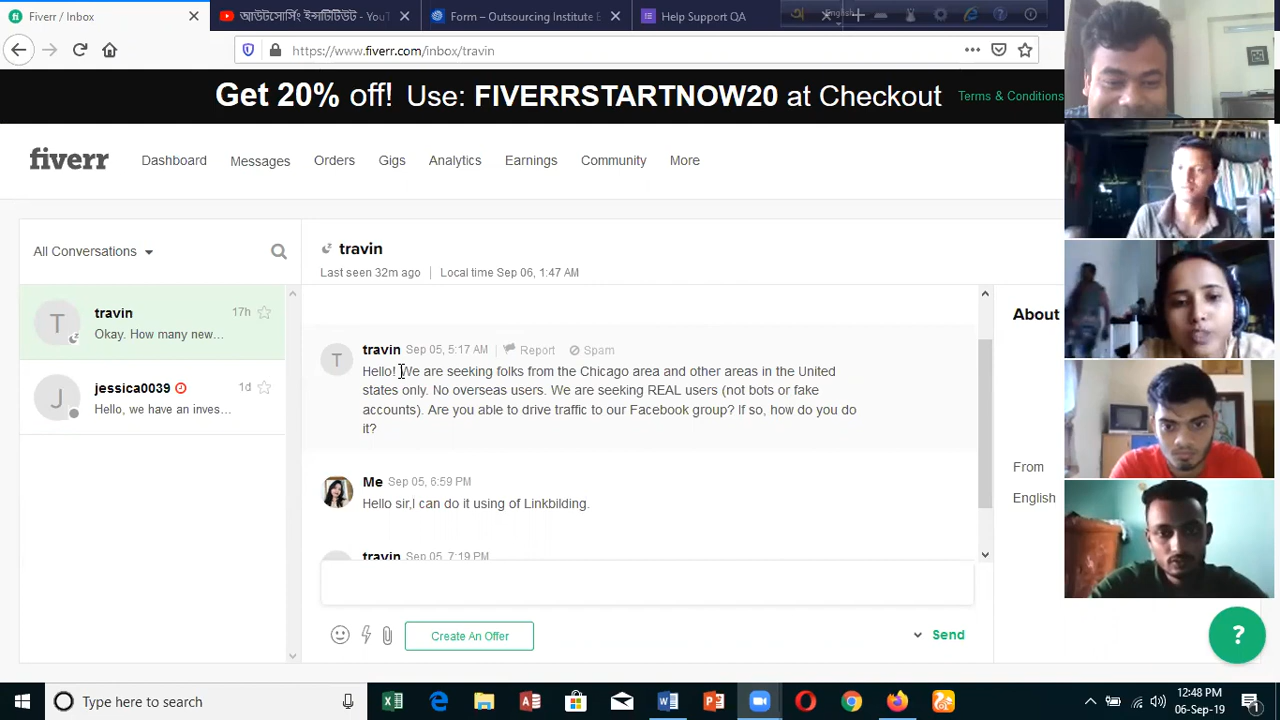 Fiverr / Inbox
আউটসোর্সিং ইন্সটিটিউট - YouT
Form – Outsourcing Institute B
Help Support QA
English
https://www.fiverr.com/inbox/travin
Get 20% off! Use: FIVERRSTARTNOW20 at Checkout
Terms & Conditions
fiverr
Dashboard
Messages
Orders
Gigs
Analytics
Earnings
Community
More
All Conversations
travin
Last seen 32m ago | Local time Sep 06, 1:47 AM
T
travin
17h
Okay. How many new...
J
jessica0039
1d
Hello, we have an inves...
About
T
travin Sep 05, 5:17 AM | Report Spam
Hello! We are seeking folks from the Chicago area and other areas in the United
states only. No overseas users. We are seeking REAL users (not bots or fake
accounts). Are you able to drive traffic to our Facebook group? If so, how do you do
it?
From
English
Me Sep 05, 6:59 PM
Hello sir,I can do it using of Linkbilding.
travin Sep 05, 7:19 PM
Create An Offer
Send
?
Type here to search
12:48 PM
06-Sep-19
1